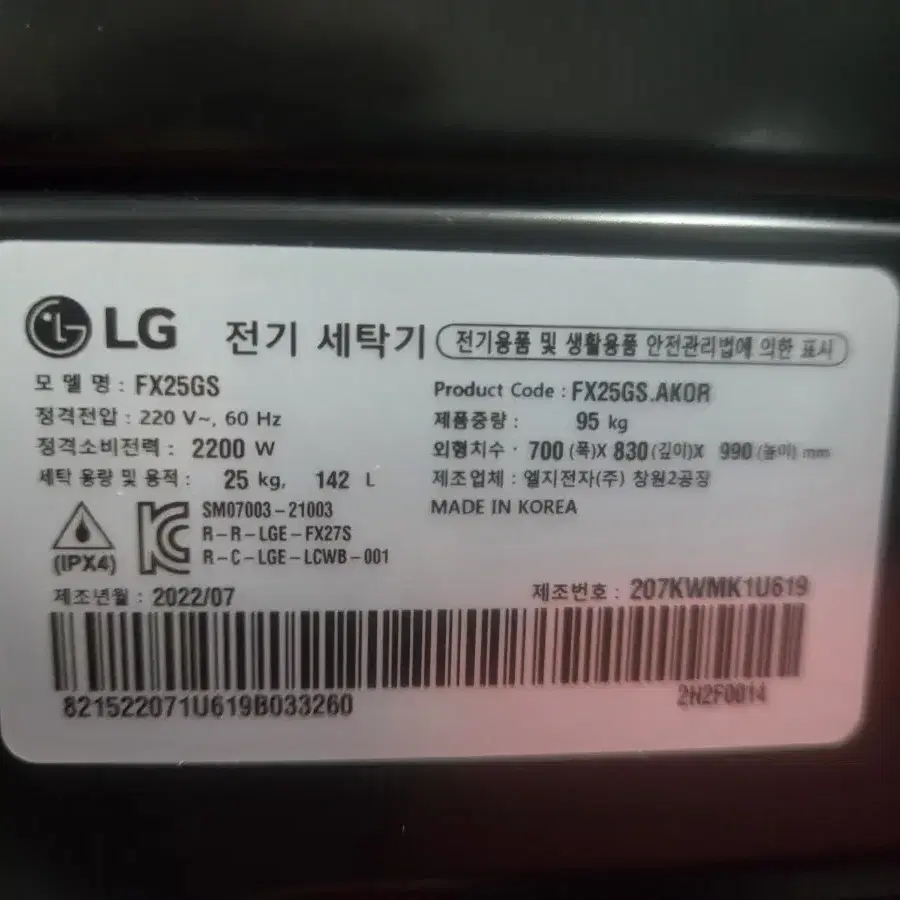 LG 전기 세탁기 전기용품 및 생활용품 안전관리법에 의한 표시
모 델 명 : FX25GS
Product Code : FX25GS.AKOR
정격전압 : 220 V~, 60 Hz
제품중량 : 95 kg
정격소비전력 : 2200 W
외형치수 : 700 (폭)X 830 (깊이)X 990 (높이) mm
세탁 용량 및 용적 : 25 kg, 142 L
제조업체 : 엘지전자(주) 창원2공장
MADE IN KOREA
SM07003-21003
R-R-LGE-FX27S
R-C-LGE-LCWB-001
(IPX4)
제조년월 : 2022/07
제조번호 : 207KWMK1U619
821522071U619B033260
2N2F0014